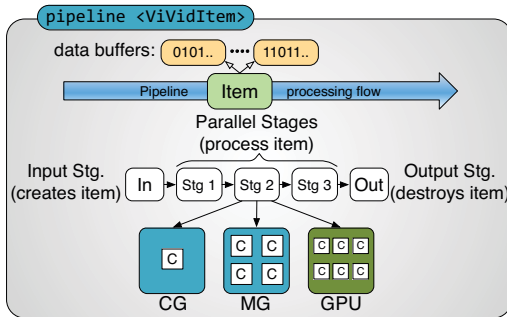 pipeline <ViVidItem>
data buffers: 0101.. •••• 11011..
Pipeline Item processing flow
Parallel Stages
(process item)
Input Stg.
(creates item)
In Stg 1 Stg 2 Stg 3 Out
Output Stg.
(destroys item)
C
C C
C C
C C C
C C C
CG MG GPU